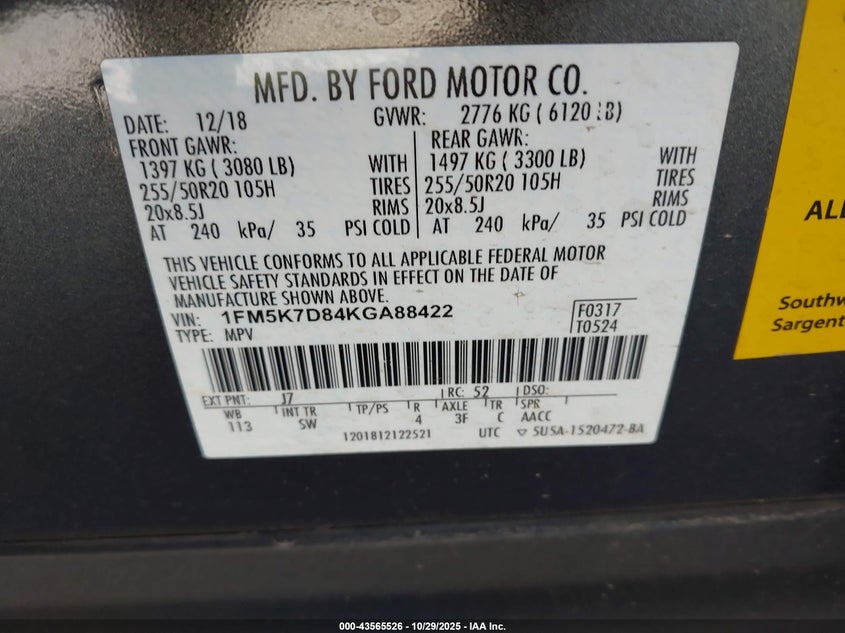 MFD. BY FORD MOTOR CO.
DATE: 12/18 GVWR: 2776 KG ( 6120 LB)
FRONT GAWR: REAR GAWR:
1397 KG ( 3080 LB) WITH 1497 KG ( 3300 LB) WITH
255/50R20 105H TIRES 255/50R20 105H TIRES
20x8.5J RIMS 20x8.5J RIMS
AT 240 kPa/ 35 PSI COLD AT 240 kPa/ 35 PSI COLD
THIS VEHICLE CONFORMS TO ALL APPLICABLE FEDERAL MOTOR
VEHICLE SAFETY STANDARDS IN EFFECT ON THE DATE OF
MANUFACTURE SHOWN ABOVE.
VIN: 1FM5K7D84KGA88422 F0317
TYPE: MPV T0524
EXT PNT: J7 RC: 52 DSO:
WB INT TR TP/PS R AXLE TR SPR
113 SW 4 3F C AACC
1201812122521 UTC ▽ 5U5A-1520472-BA
ALL
Southw
Sargent
000-43565526 - 10/29/2025 - IAA Inc.